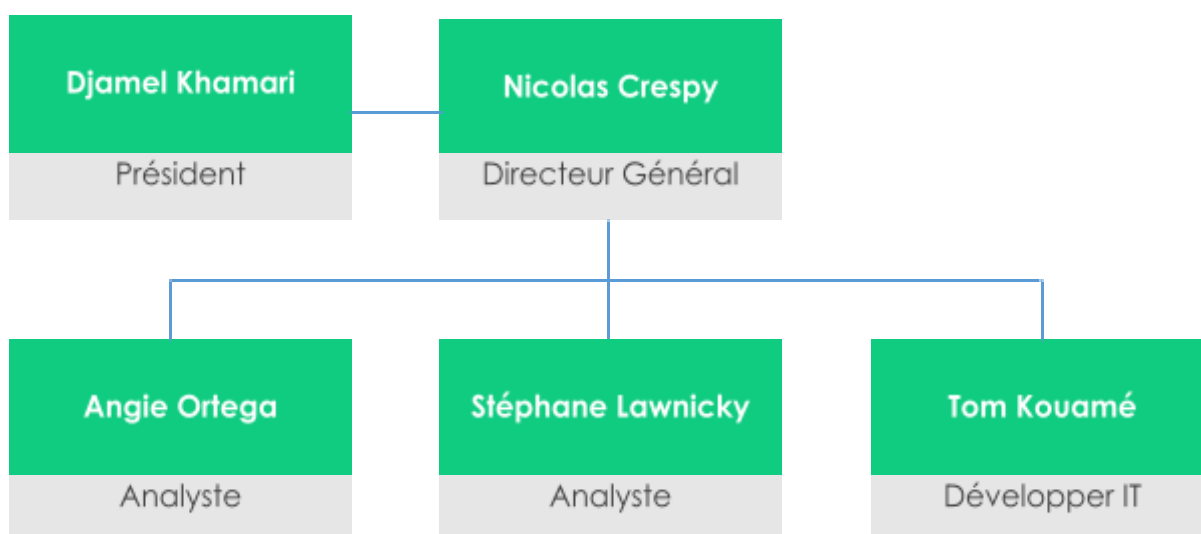 Djamel Khamari
Président
Nicolas Crespy
Directeur Général
Angie Ortega
Analyste
Stéphane Lawnicky
Analyste
Tom Kouamé
Développer IT